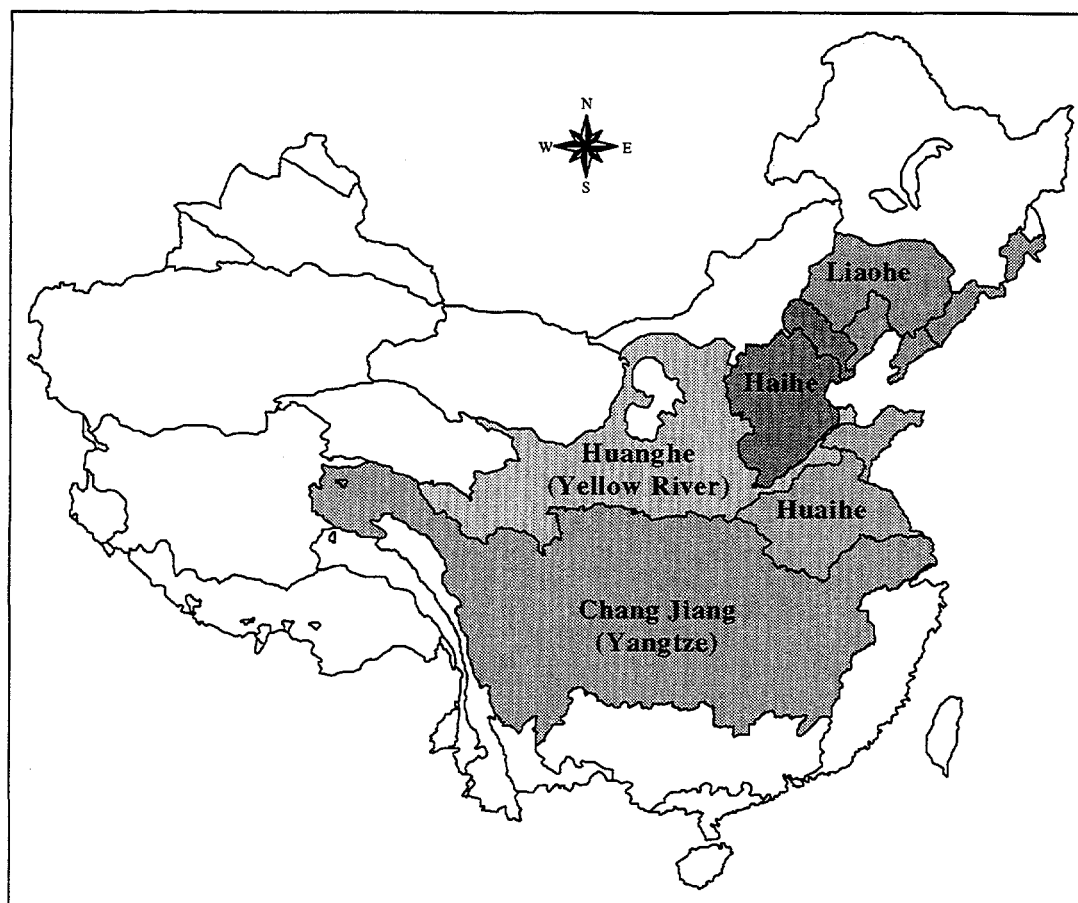 N
W E
S
Liaohe
Haihe
Huanghe
(Yellow River)
Huaihe
Chang Jiang
(Yangtze)